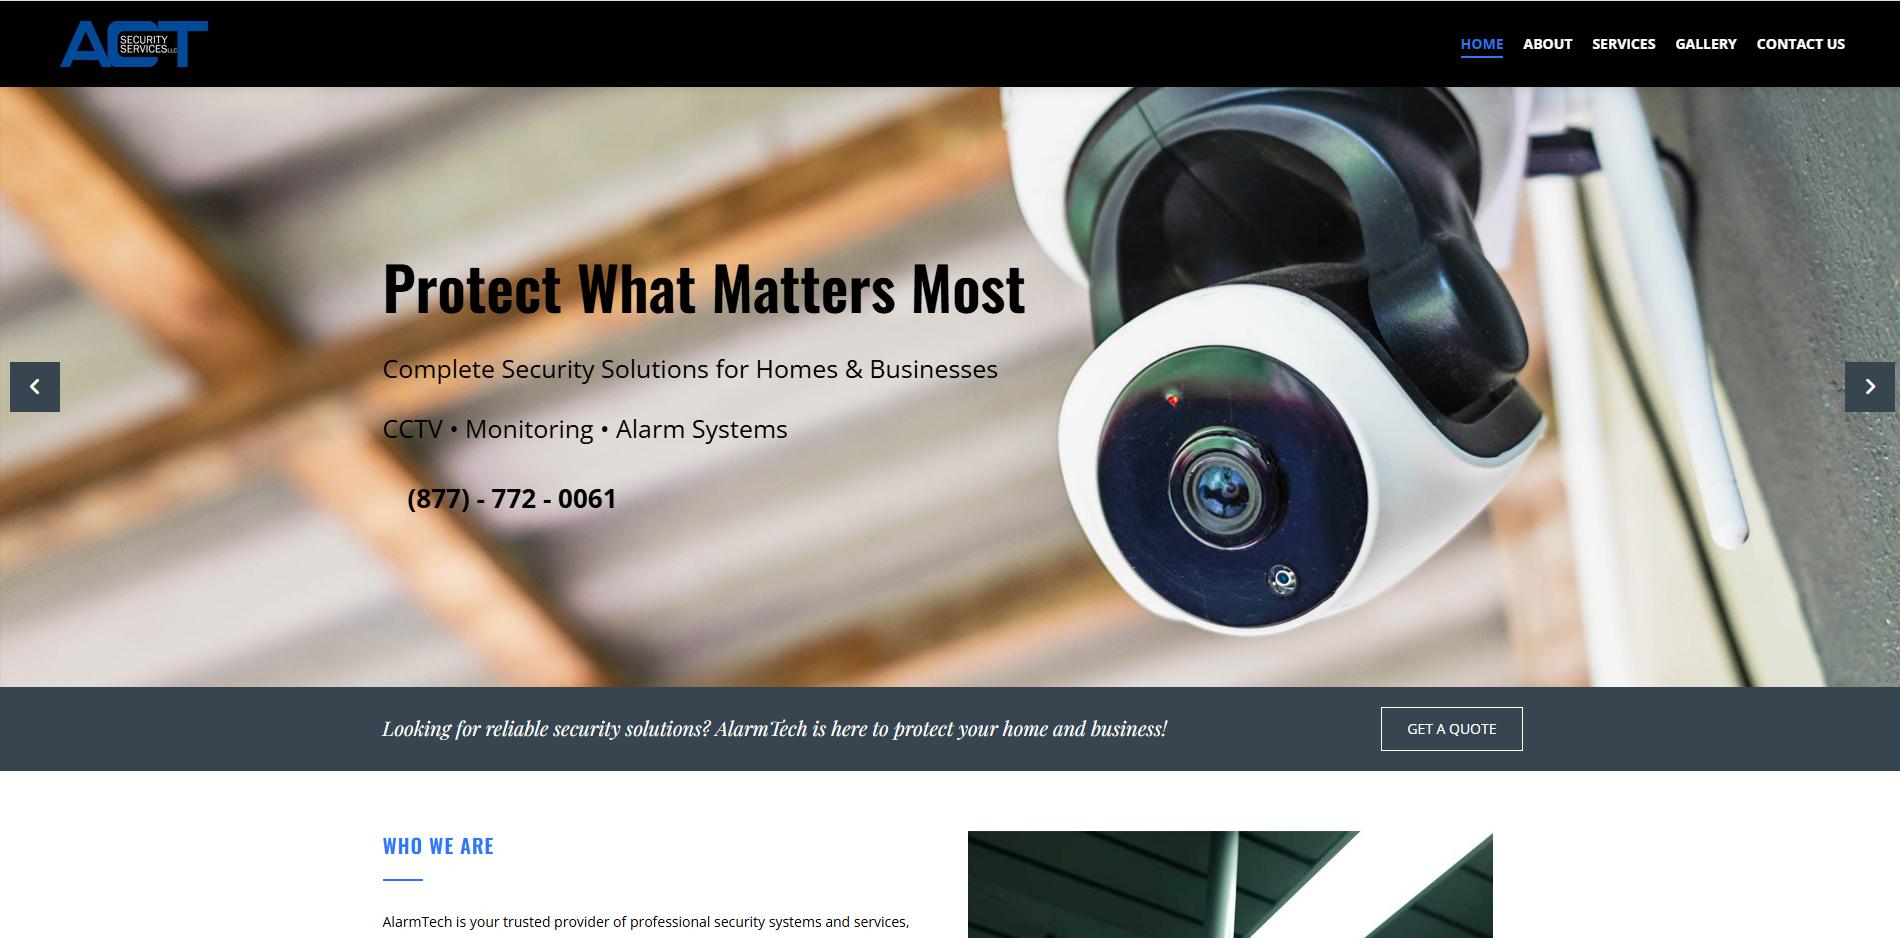 ACT
SECURITY
SERVICES LLC
HOME ABOUT SERVICES GALLERY CONTACT US
Protect What Matters Most
Complete Security Solutions for Homes & Businesses
CCTV • Monitoring • Alarm Systems
(877) - 772 - 0061
Looking for reliable security solutions? AlarmTech is here to protect your home and business!
GET A QUOTE
WHO WE ARE
AlarmTech is your trusted provider of professional security systems and services,